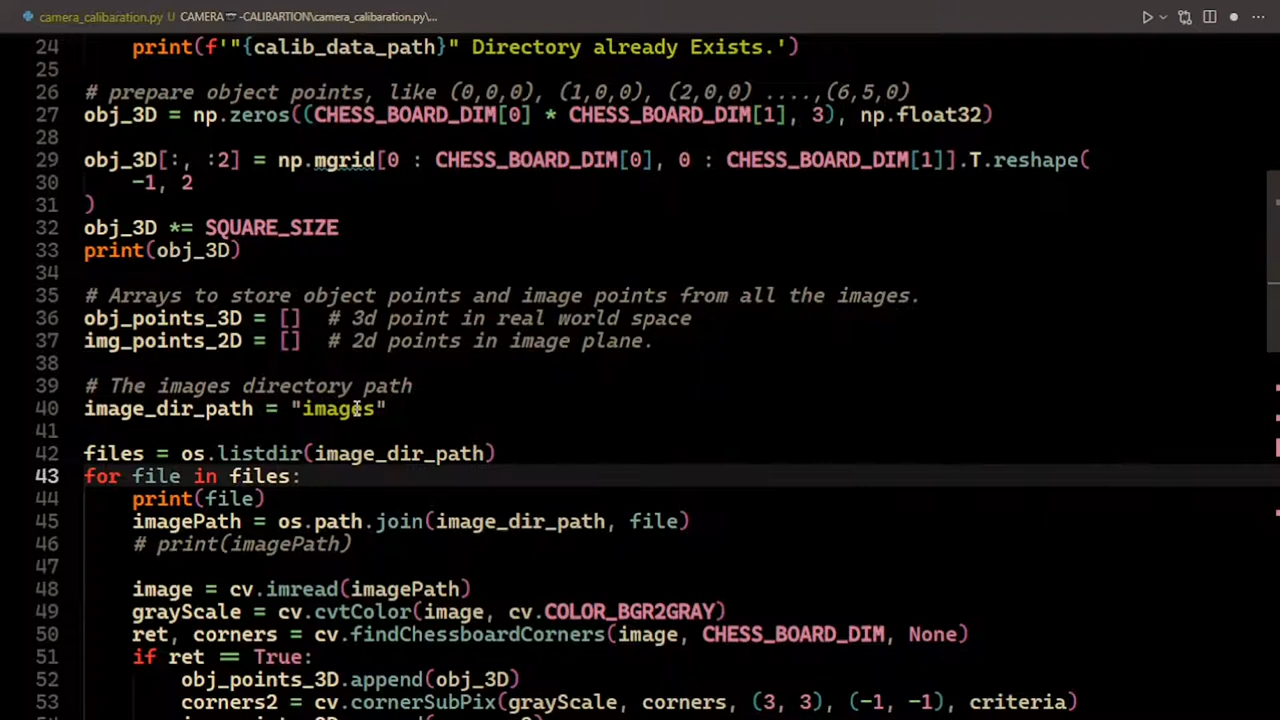 camera_calibaration.py U CAMERA📷-CALIBARTION\camera_calibaration.py\...
24 print(f'"{calib_data_path}" Directory already Exists.')
25
26 # prepare object points, like (0,0,0), (1,0,0), (2,0,0) ....,(6,5,0)
27 obj_3D = np.zeros((CHESS_BOARD_DIM[0] * CHESS_BOARD_DIM[1], 3), np.float32)
28
29 obj_3D[:, :2] = np.mgrid[0 : CHESS_BOARD_DIM[0], 0 : CHESS_BOARD_DIM[1]].T.reshape(
30 -1, 2
31 )
32 obj_3D *= SQUARE_SIZE
33 print(obj_3D)
34
35 # Arrays to store object points and image points from all the images.
36 obj_points_3D = [] # 3d point in real world space
37 img_points_2D = [] # 2d points in image plane.
38
39 # The images directory path
40 image_dir_path = "images"
41
42 files = os.listdir(image_dir_path)
43 for file in files:
44 print(file)
45 imagePath = os.path.join(image_dir_path, file)
46 # print(imagePath)
47
48 image = cv.imread(imagePath)
49 grayScale = cv.cvtColor(image, cv.COLOR_BGR2GRAY)
50 ret, corners = cv.findChessboardCorners(image, CHESS_BOARD_DIM, None)
51 if ret == True:
52 obj_points_3D.append(obj_3D)
53 corners2 = cv.cornerSubPix(grayScale, corners, (3, 3), (-1, -1), criteria)